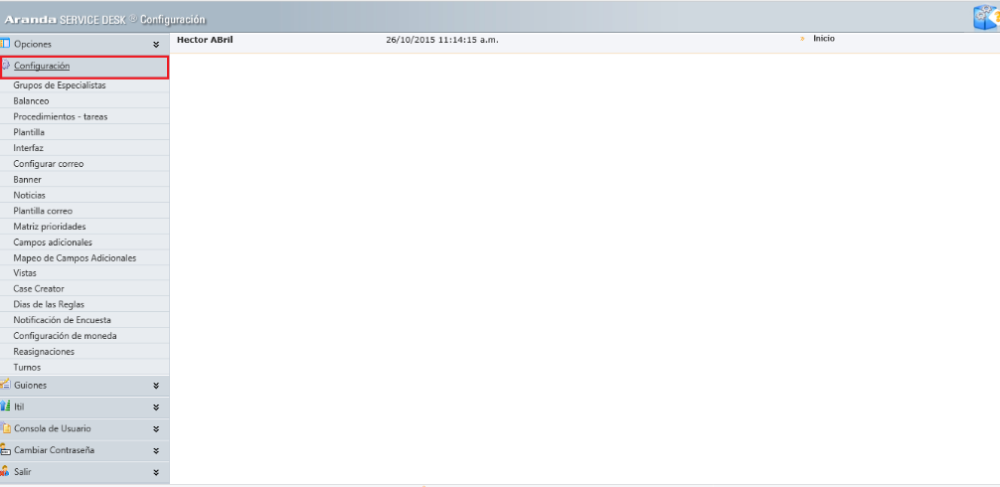 Aranda SERVICE DESK ® Configuración
Opciones
Hector ABril 26/10/2015 11:14:15 a.m. » Inicio
Configuración
Grupos de Especialistas
Balanceo
Procedimientos - tareas
Plantilla
Interfaz
Configurar correo
Banner
Noticias
Plantilla correo
Matriz prioridades
Campos adicionales
Mapeo de Campos Adicionales
Vistas
Case Creator
Dias de las Reglas
Notificación de Encuesta
Configuración de moneda
Reasignaciones
Turnos
Guiones
Itil
Consola de Usuario
Cambiar Contraseña
Salir